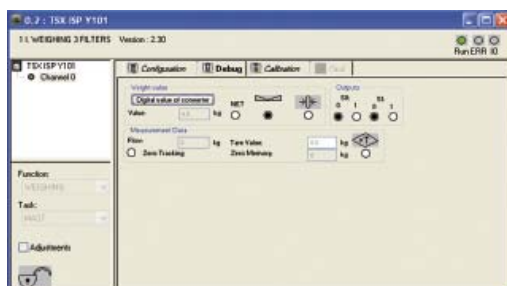 0.2 : TSX ISP Y101
1 L WEIGHING 3 FILTERS Version : 2.30
Run ERR IO
TSX ISP Y101
Channel 0
Configuration Debug Calibration
Weight value
Digital value of converter
NET
Outputs
Value kg
S0 S1
0 1 0 1
Measurement Data
Flow kg Tare Value kg
Zero Tracking Zero Memory kg
Function:
WEIGHING
Task:
MAST
Adjustments